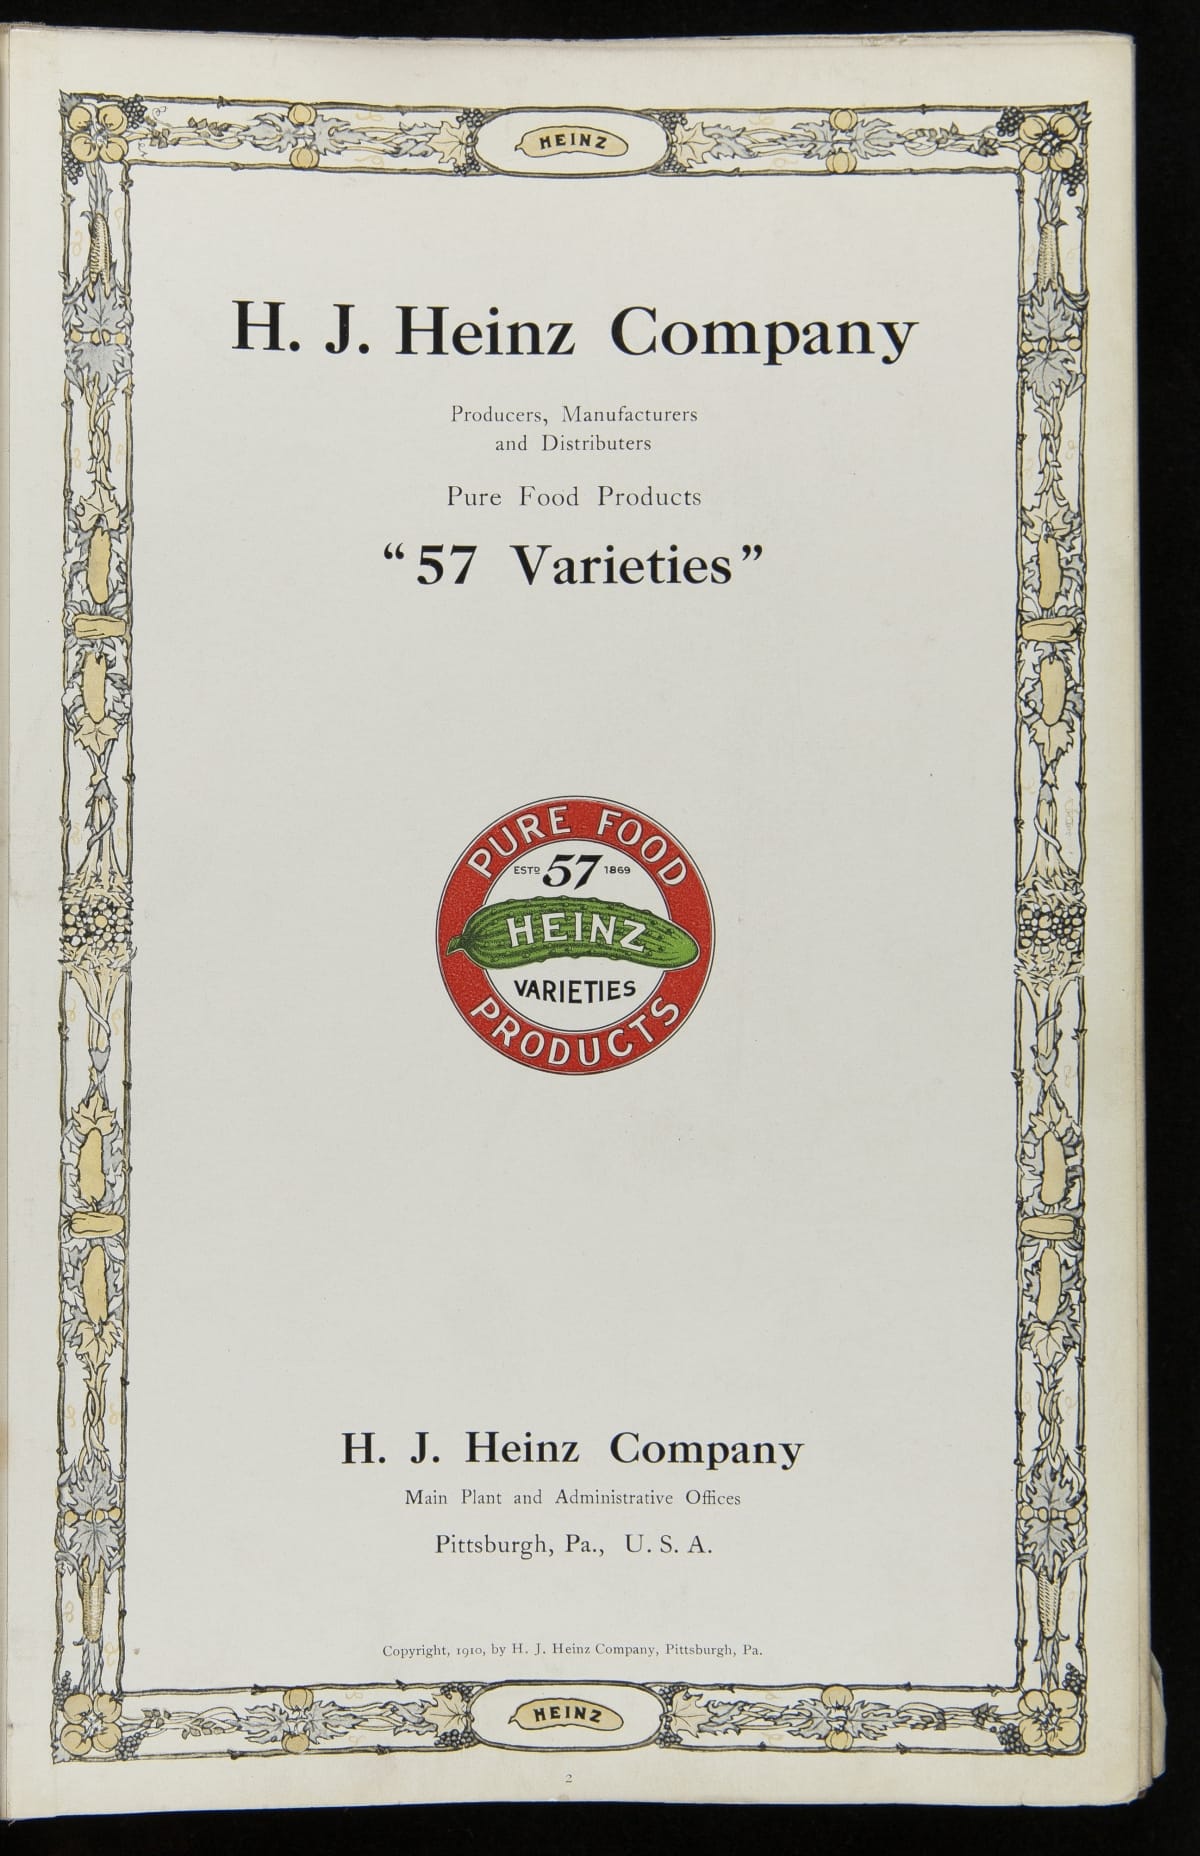 HEINZ
H. J. Heinz Company
Producers, Manufacturers
and Distributers
Pure Food Products
“57 Varieties”
PURE FOOD
ESTD 57 1869
HEINZ
VARIETIES
PRODUCTS
H. J. Heinz Company
Main Plant and Administrative Offices
Pittsburgh, Pa., U. S. A.
Copyright, 1910, by H. J. Heinz Company, Pittsburgh, Pa.
HEINZ
2